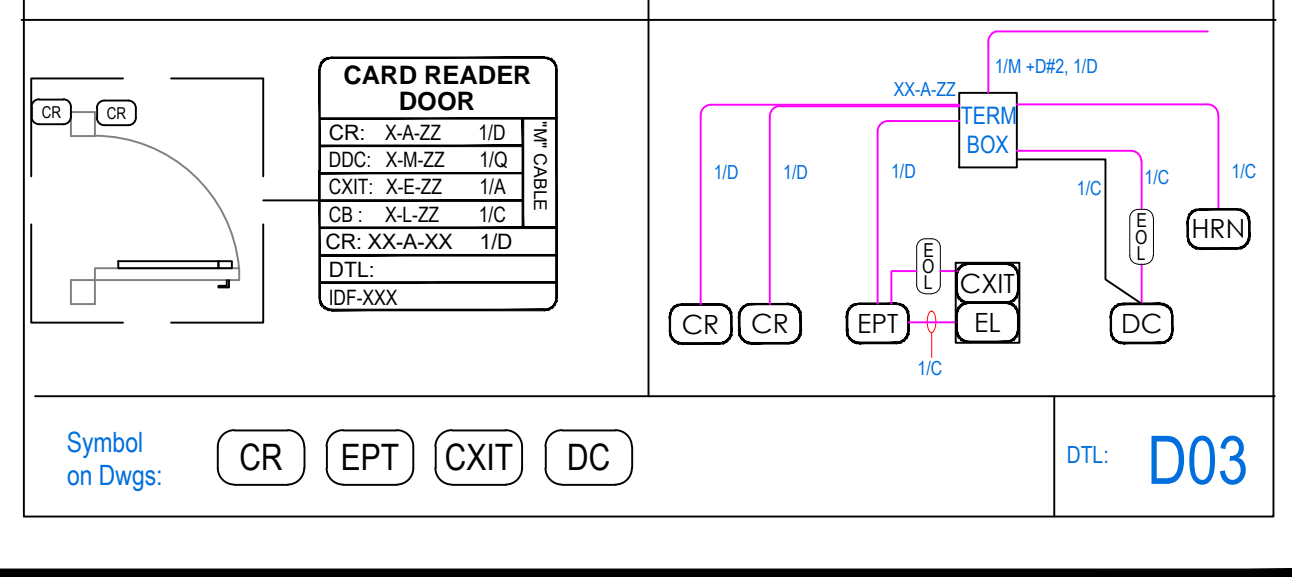 CR
CR
CARD READER
DOOR
CR: X-A-ZZ 1/D
DDC: X-M-ZZ 1/Q
CXIT: X-E-ZZ 1/A
CB : X-L-ZZ 1/C
"M" CABLE
CR: XX-A-XX 1/D
DTL:
IDF-XXX
1/M +D#2, 1/D
XX-A-ZZ
TERM
BOX
1/D
1/D
1/D
1/C
1/C
1/C
EOL
HRN
EOL
CXIT
CR
CR
EPT
EL
DC
1/C
Symbol
on Dwgs:
CR
EPT
CXIT
DC
DTL:
D03